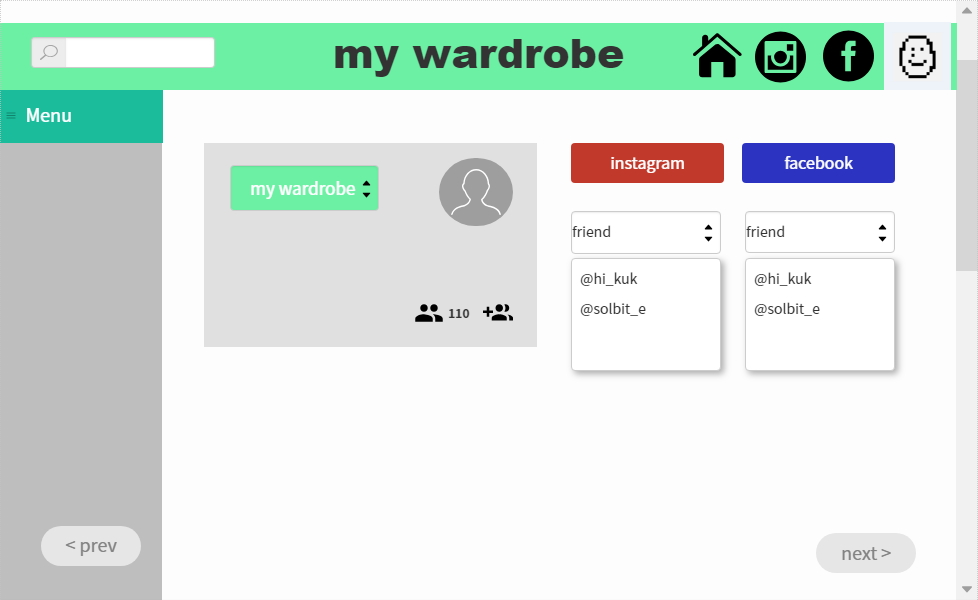 my wardrobe
Menu
my wardrobe
instagram
facebook
friend
friend
@hi_kuk
@solbit_e
@hi_kuk
@solbit_e
110
< prev
next >